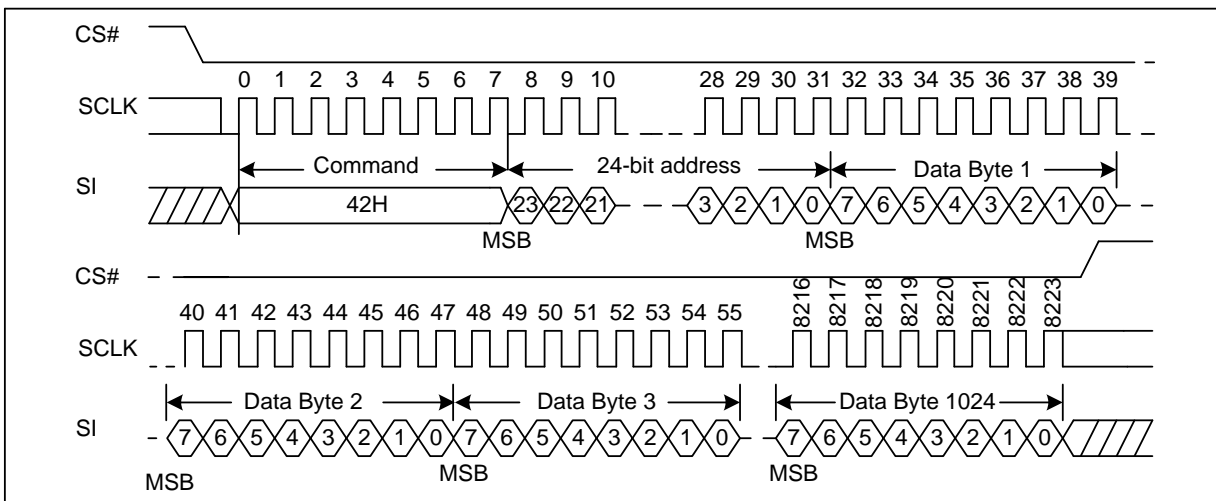 CS#
0 1 2 3 4 5 6 7 8 9 10 28 29 30 31 32 33 34 35 36 37 38 39
SCLK
Command 24-bit address Data Byte 1
SI
42H 23 22 21 3 2 1 0 7 6 5 4 3 2 1 0
MSB MSB
CS#
40 41 42 43 44 45 46 47 48 49 50 51 52 53 54 55 8216 8217 8218 8219 8220 8221 8222 8223
SCLK
Data Byte 2 Data Byte 3 Data Byte 1024
SI
7 6 5 4 3 2 1 0 7 6 5 4 3 2 1 0 7 6 5 4 3 2 1 0
MSB MSB MSB